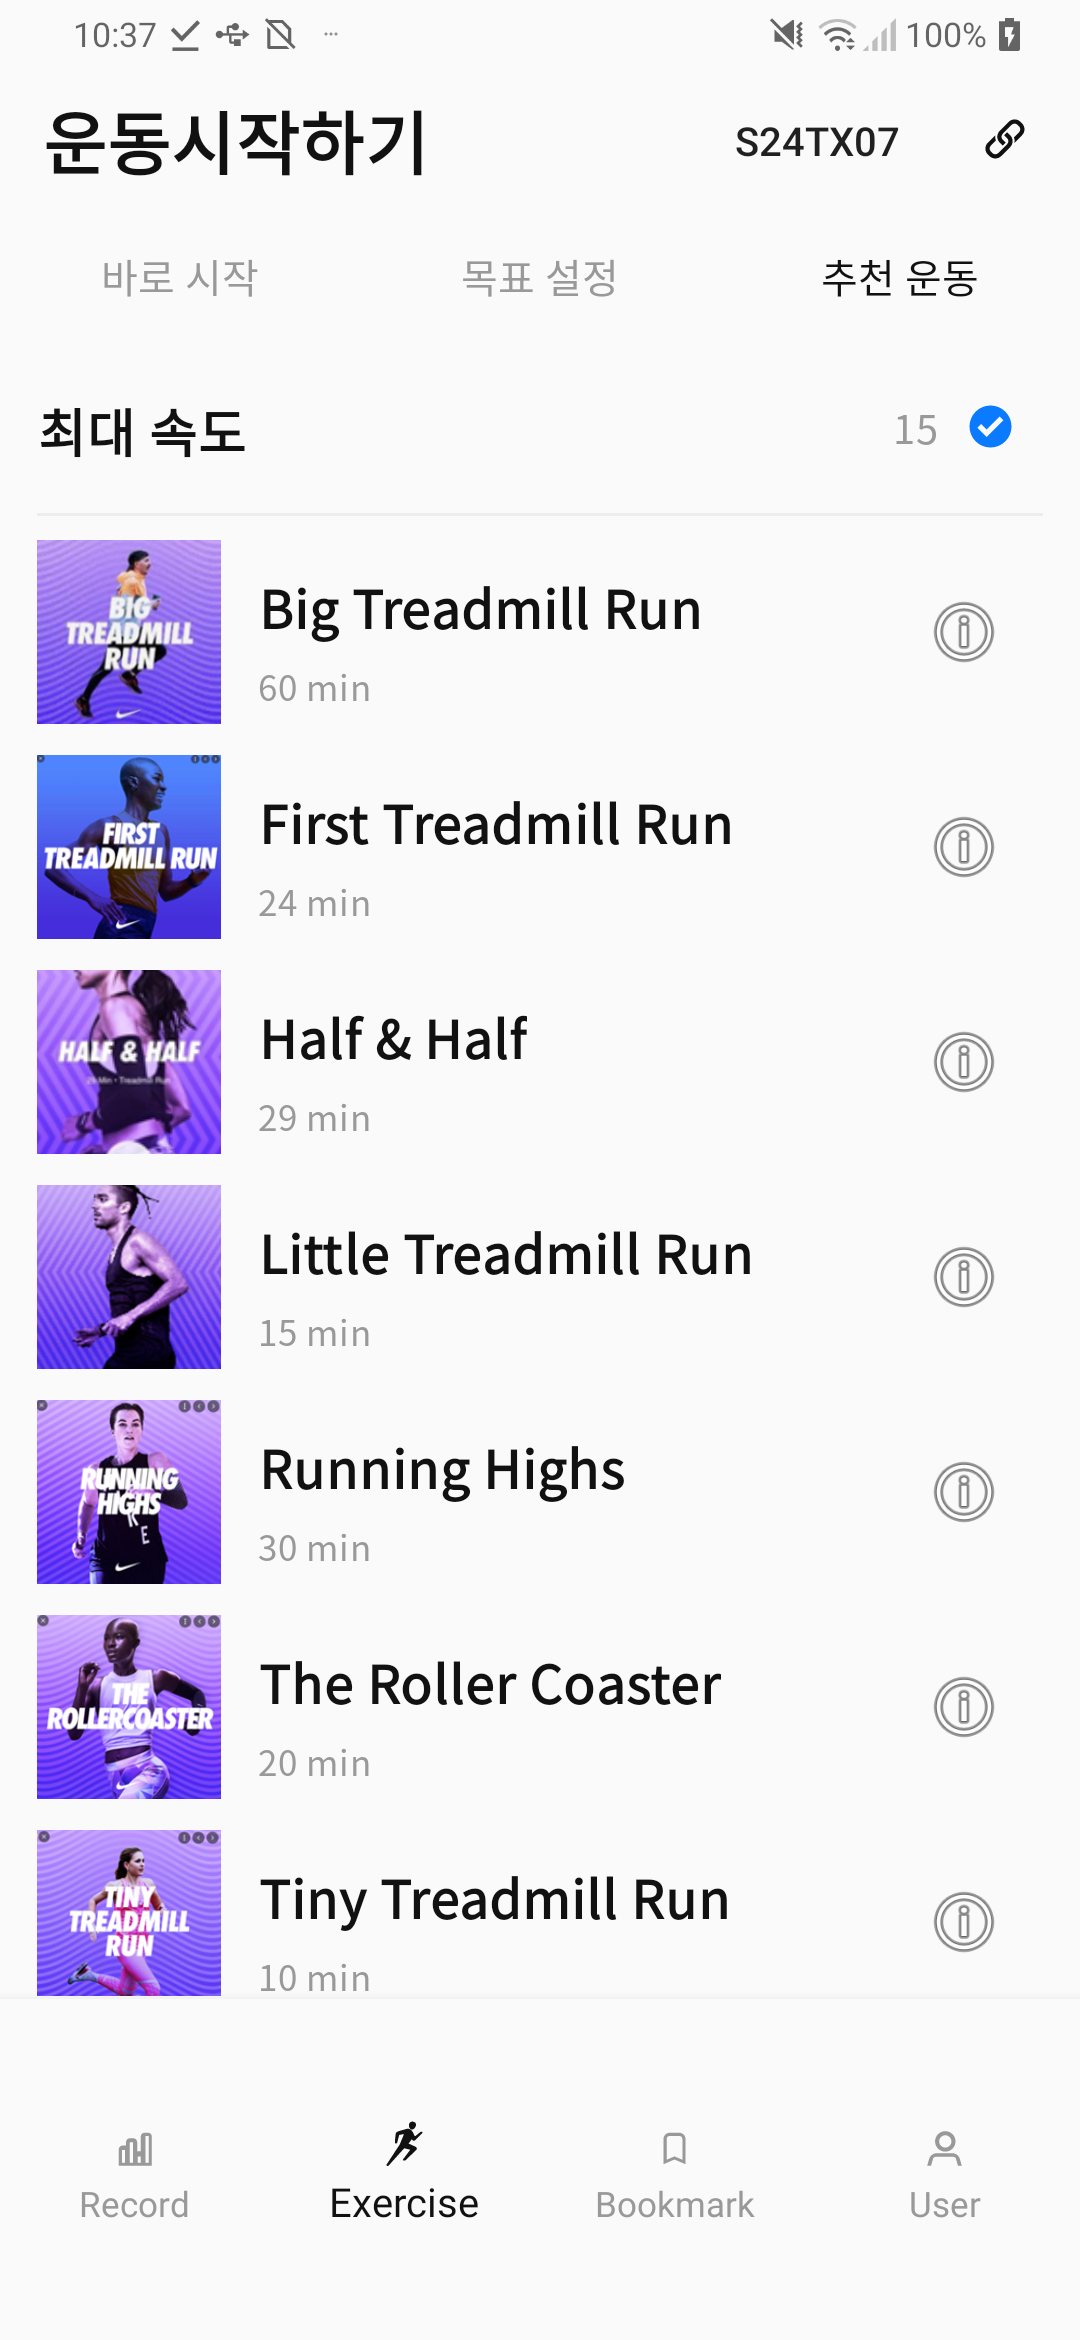 10:37 100%
운동시작하기 S24TX07
바로 시작 목표 설정 추천 운동
최대 속도 15
BIG
TREADMILL
RUN
Big Treadmill Run
60 min
FIRST
TREADMILL RUN
First Treadmill Run
24 min
HALF & HALF
Min • Treadmill Run
Half & Half
29 min
Little Treadmill Run
15 min
RUNNING
HIGHS
Running Highs
30 min
THE
ROLLERCOASTER
The Roller Coaster
20 min
TINY
TREADMILL
RUN
Tiny Treadmill Run
10 min
Record Exercise Bookmark User